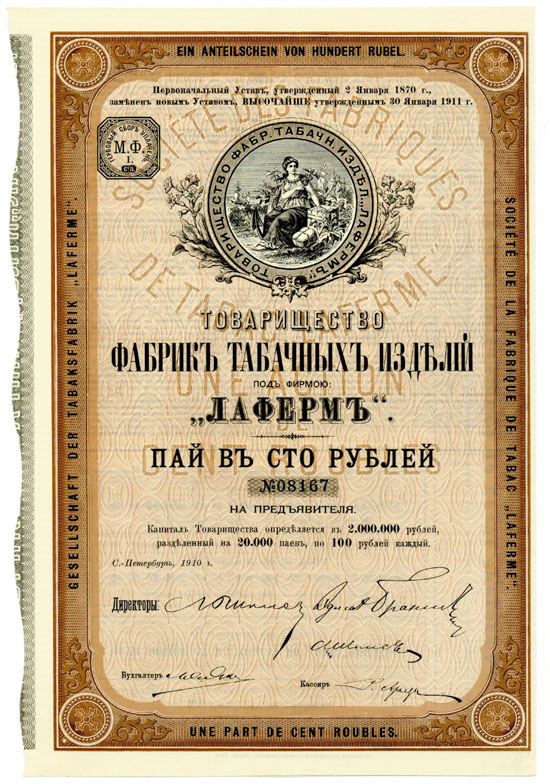 EIN ANTEILSCHEIN VON HUNDERT RUBEL.
Первоначальный Уставъ, утвержденный 2 Января 1870 г.,
замѣненъ новымъ Уставомъ, ВЫСОЧАЙШЕ утвержденнымъ 30 Января 1911 г.
ГЕРБОВЫЙ СБОРЪ УПЛАЧЕНЪ
М.Ф.
I.
СПБ.
ТОВАРИЩЕСТВО ФАБР. ТАБАЧН. ИЗДѢЛ. „ЛАФЕРМЪ“
SOCIÉTÉ DES FABRIQUES
DE TABAC „LAFERME“
UNE ACTION
DE
CENT ROUBLES
ТОВАРИЩЕСТВО
ФАБРИКЪ ТАБАЧНЫХЪ ИЗДѢЛІЙ
ПОДЪ ФИРМОЮ:
„ЛАФЕРМЪ“.
ПАЙ ВЪ СТО РУБЛЕЙ
№08167
НА ПРЕДЪЯВИТЕЛЯ.
Капиталъ Товарищества опредѣляется въ 2.000.000 рублей,
раздѣленный на 20.000 паевъ, по 100 рублей каждый.
С.-Петербургъ, 1910 г.
Директоры:
Бухгалтеръ
Кассиръ
GESELLSCHAFT DER TABAKSFABRIK „LAFERME“.
SOCIÉTÉ DE LA FABRIQUE DE TABAC „LAFERME“.
UNE PART DE CENT ROUBLES.